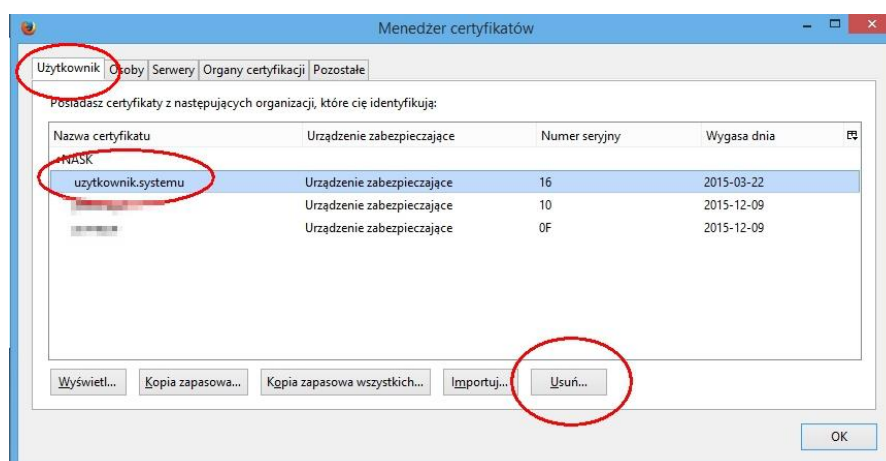 Menedżer certyfikatów
Użytkownik Osoby Serwery Organy certyfikacji Pozostałe
Posiadasz certyfikaty z następujących organizacji, które cię identyfikują:
Nazwa certyfikatu Urządzenie zabezpieczające Numer seryjny Wygasa dnia
NASK
uzytkownik.systemu Urządzenie zabezpieczające 16 2015-03-22
Urządzenie zabezpieczające 10 2015-12-09
Urządzenie zabezpieczające 0F 2015-12-09
Wyświetl... Kopia zapasowa... Kopia zapasowa wszystkich... Importuj... Usuń...
OK